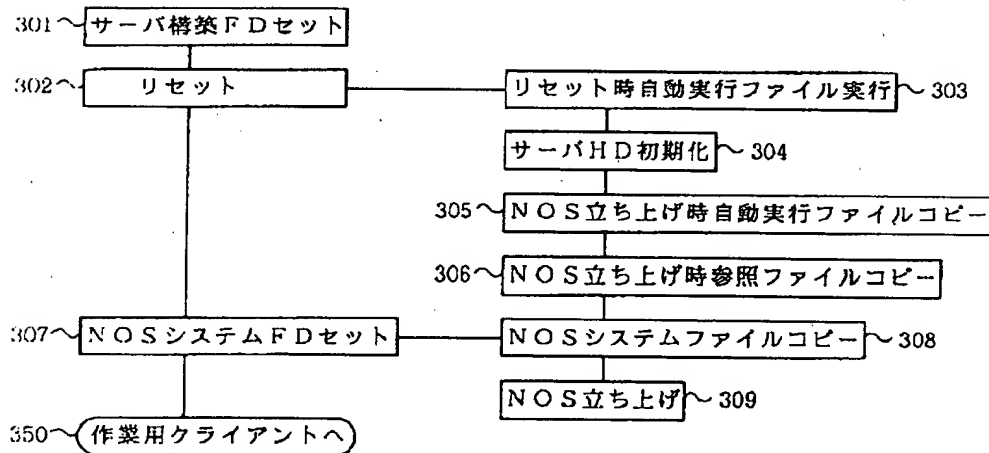 301 サーバ構築FDセット
302 リセット
リセット時自動実行ファイル実行 303
サーバHD初期化 304
305 NOS立ち上げ時自動実行ファイルコピー
306 NOS立ち上げ時参照ファイルコピー
307 NOSシステムFDセット
NOSシステムファイルコピー 308
NOS立ち上げ 309
350 作業用クライアントへ